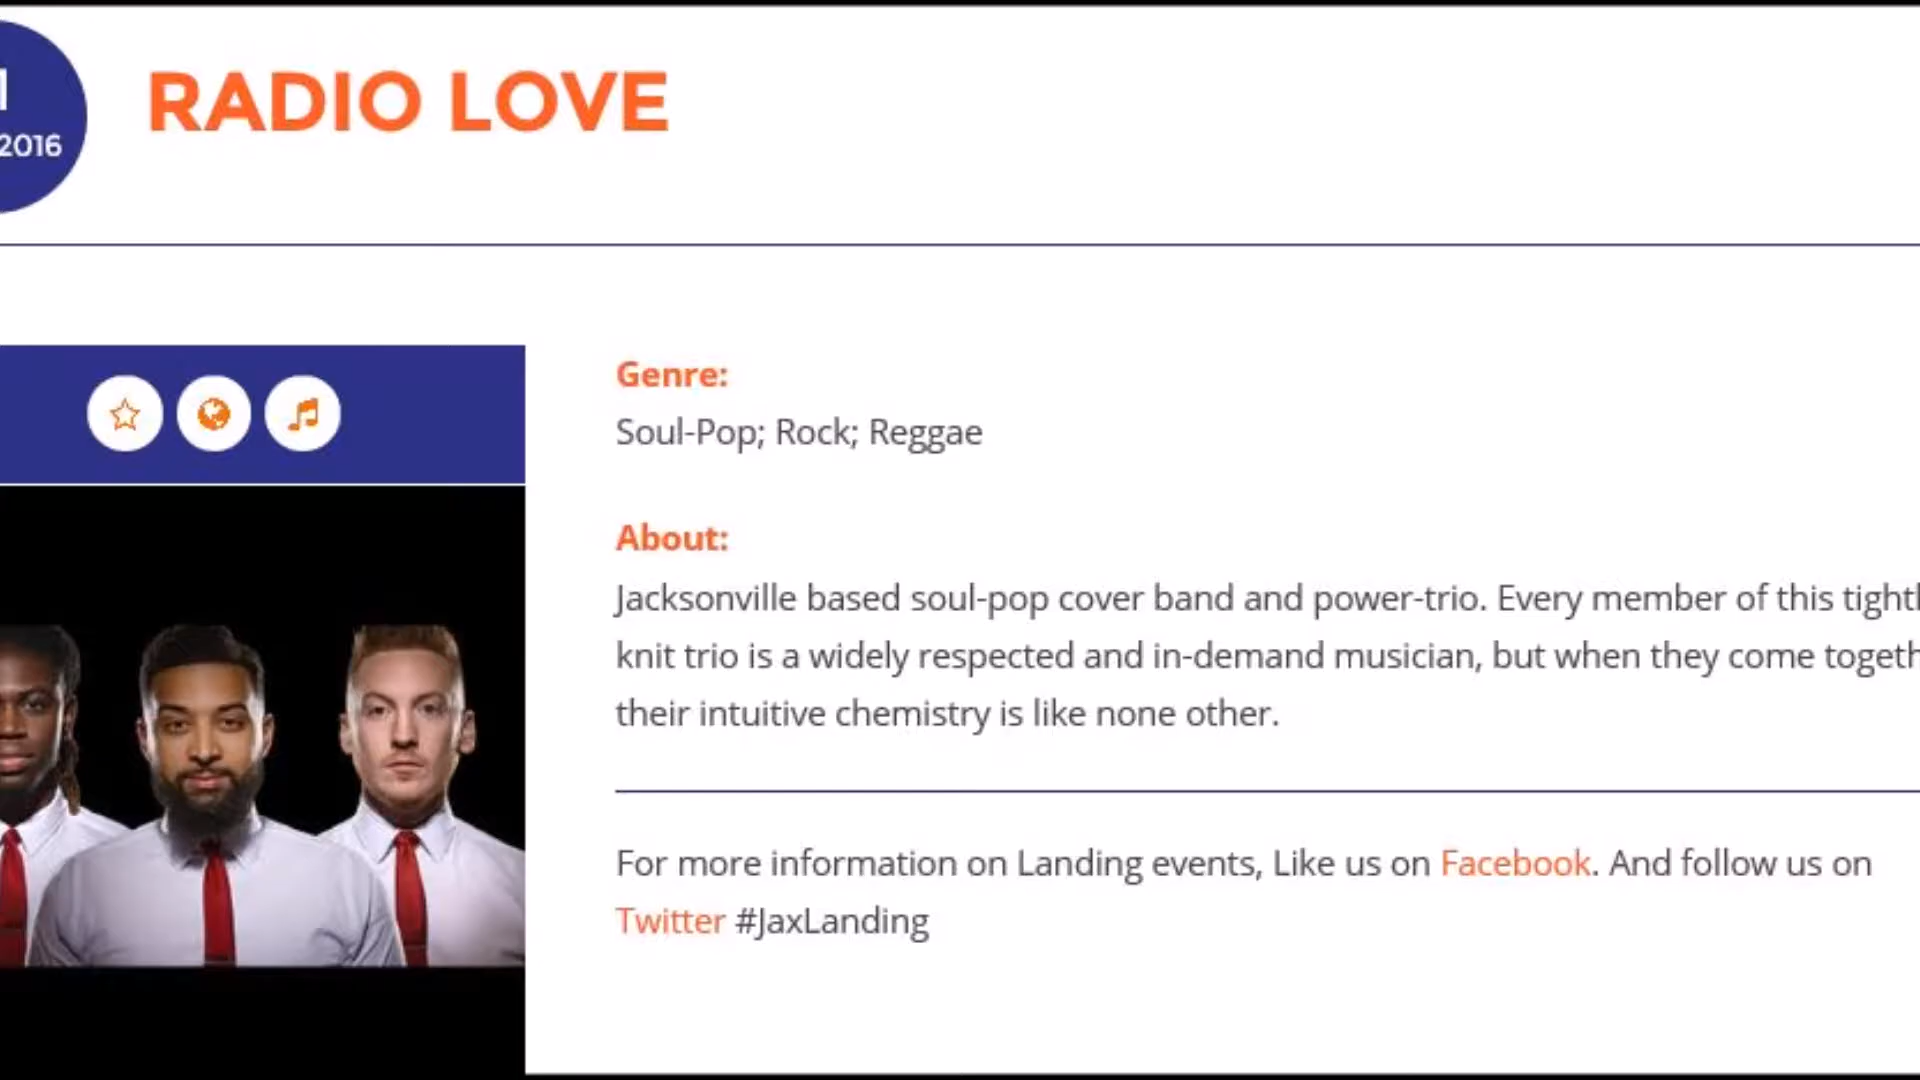 2016
RADIO LOVE
Genre:
Soul-Pop; Rock; Reggae
About:
Jacksonville based soul-pop cover band and power-trio. Every member of this
knit trio is a widely respected and in-demand musician, but when they come
their intuitive chemistry is like none other.
For more information on Landing events, Like us on Facebook. And follow us on
Twitter #JaxLanding